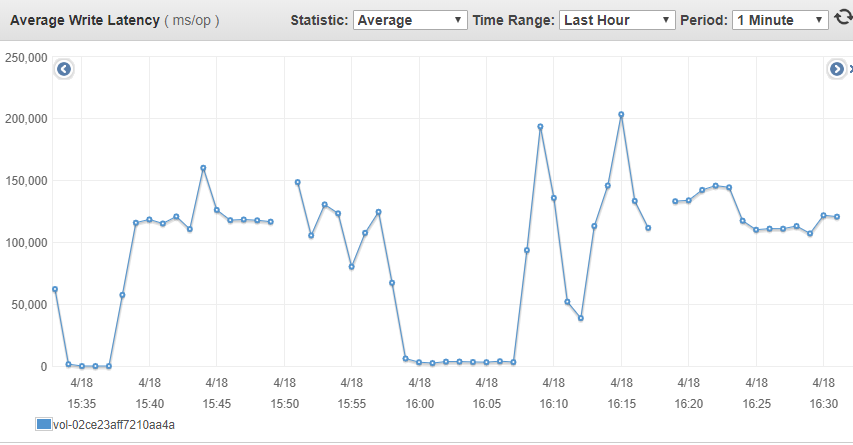 Average Write Latency ( ms/op ) Statistic: Average Time Range: Last Hour Period: 1 Minute
250,000
200,000
150,000
100,000
50,000
0
4/18 4/18 4/18 4/18 4/18 4/18 4/18 4/18 4/18 4/18 4/18 4/18
15:35 15:40 15:45 15:50 15:55 16:00 16:05 16:10 16:15 16:20 16:25 16:30
vol-02ce23aff7210aa4a